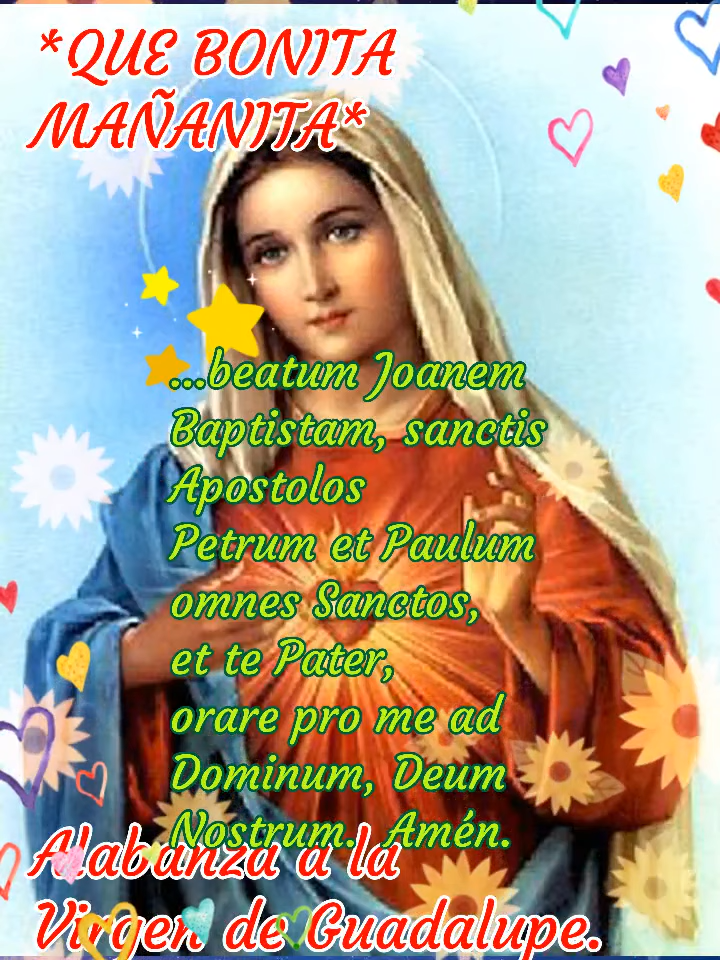 *QUE BONITA
MAÑANITA*
...beatum Joanem
Baptistam, sanctis
Apostolos
Petrum et Paulum
omnes Sanctos,
et te Pater,
orare pro me ad
Dominum, Deum
Nostrum. Amén.
Alabanza a la
Virgen de Guadalupe.